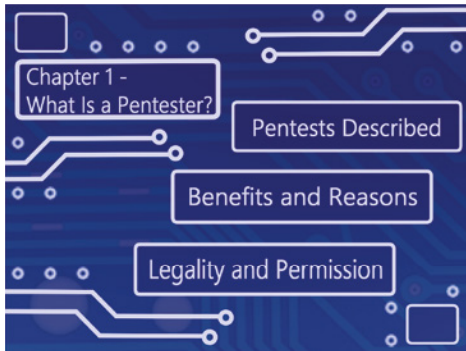 Chapter 1 -
What Is a Pentester?
Pentests Described
Benefits and Reasons
Legality and Permission